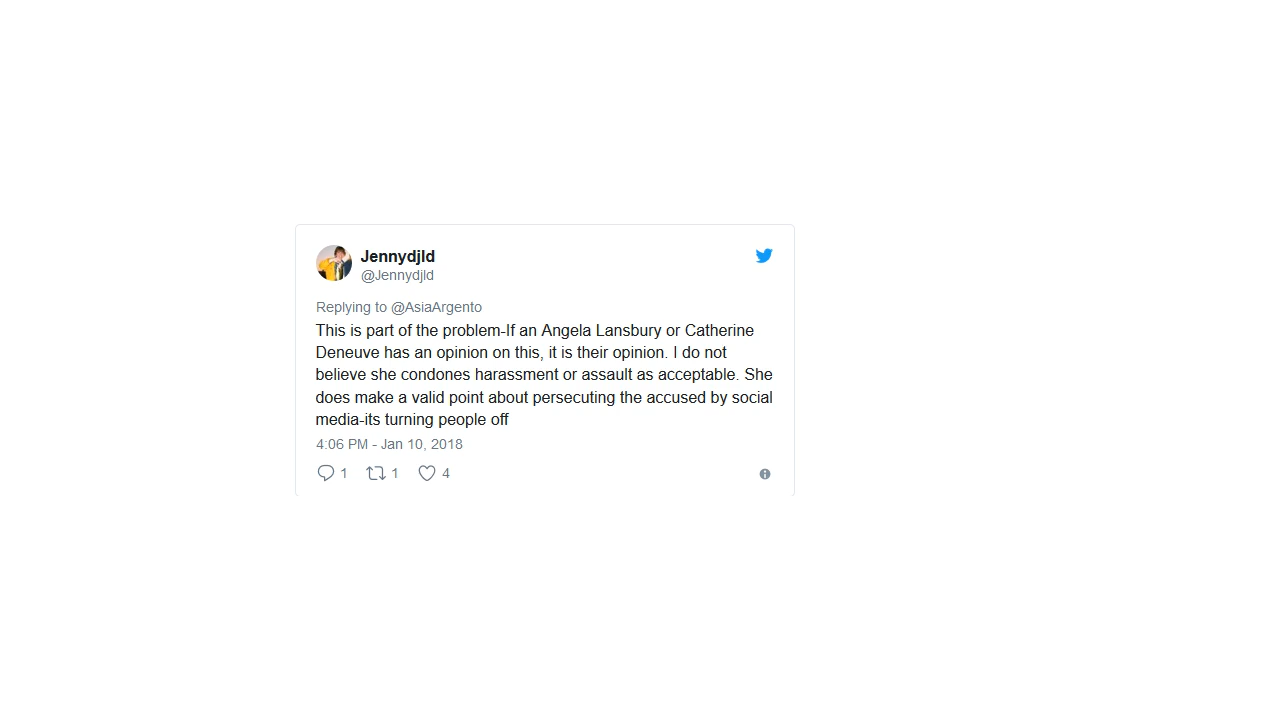 Jennydjld
@Jennydjld
Replying to @AsiaArgento
This is part of the problem-If an Angela Lansbury or Catherine
Deneuve has an opinion on this, it is their opinion. I do not
believe she condones harassment or assault as acceptable. She
does make a valid point about persecuting the accused by social
media-its turning people off
4:06 PM - Jan 10, 2018
1 1 4